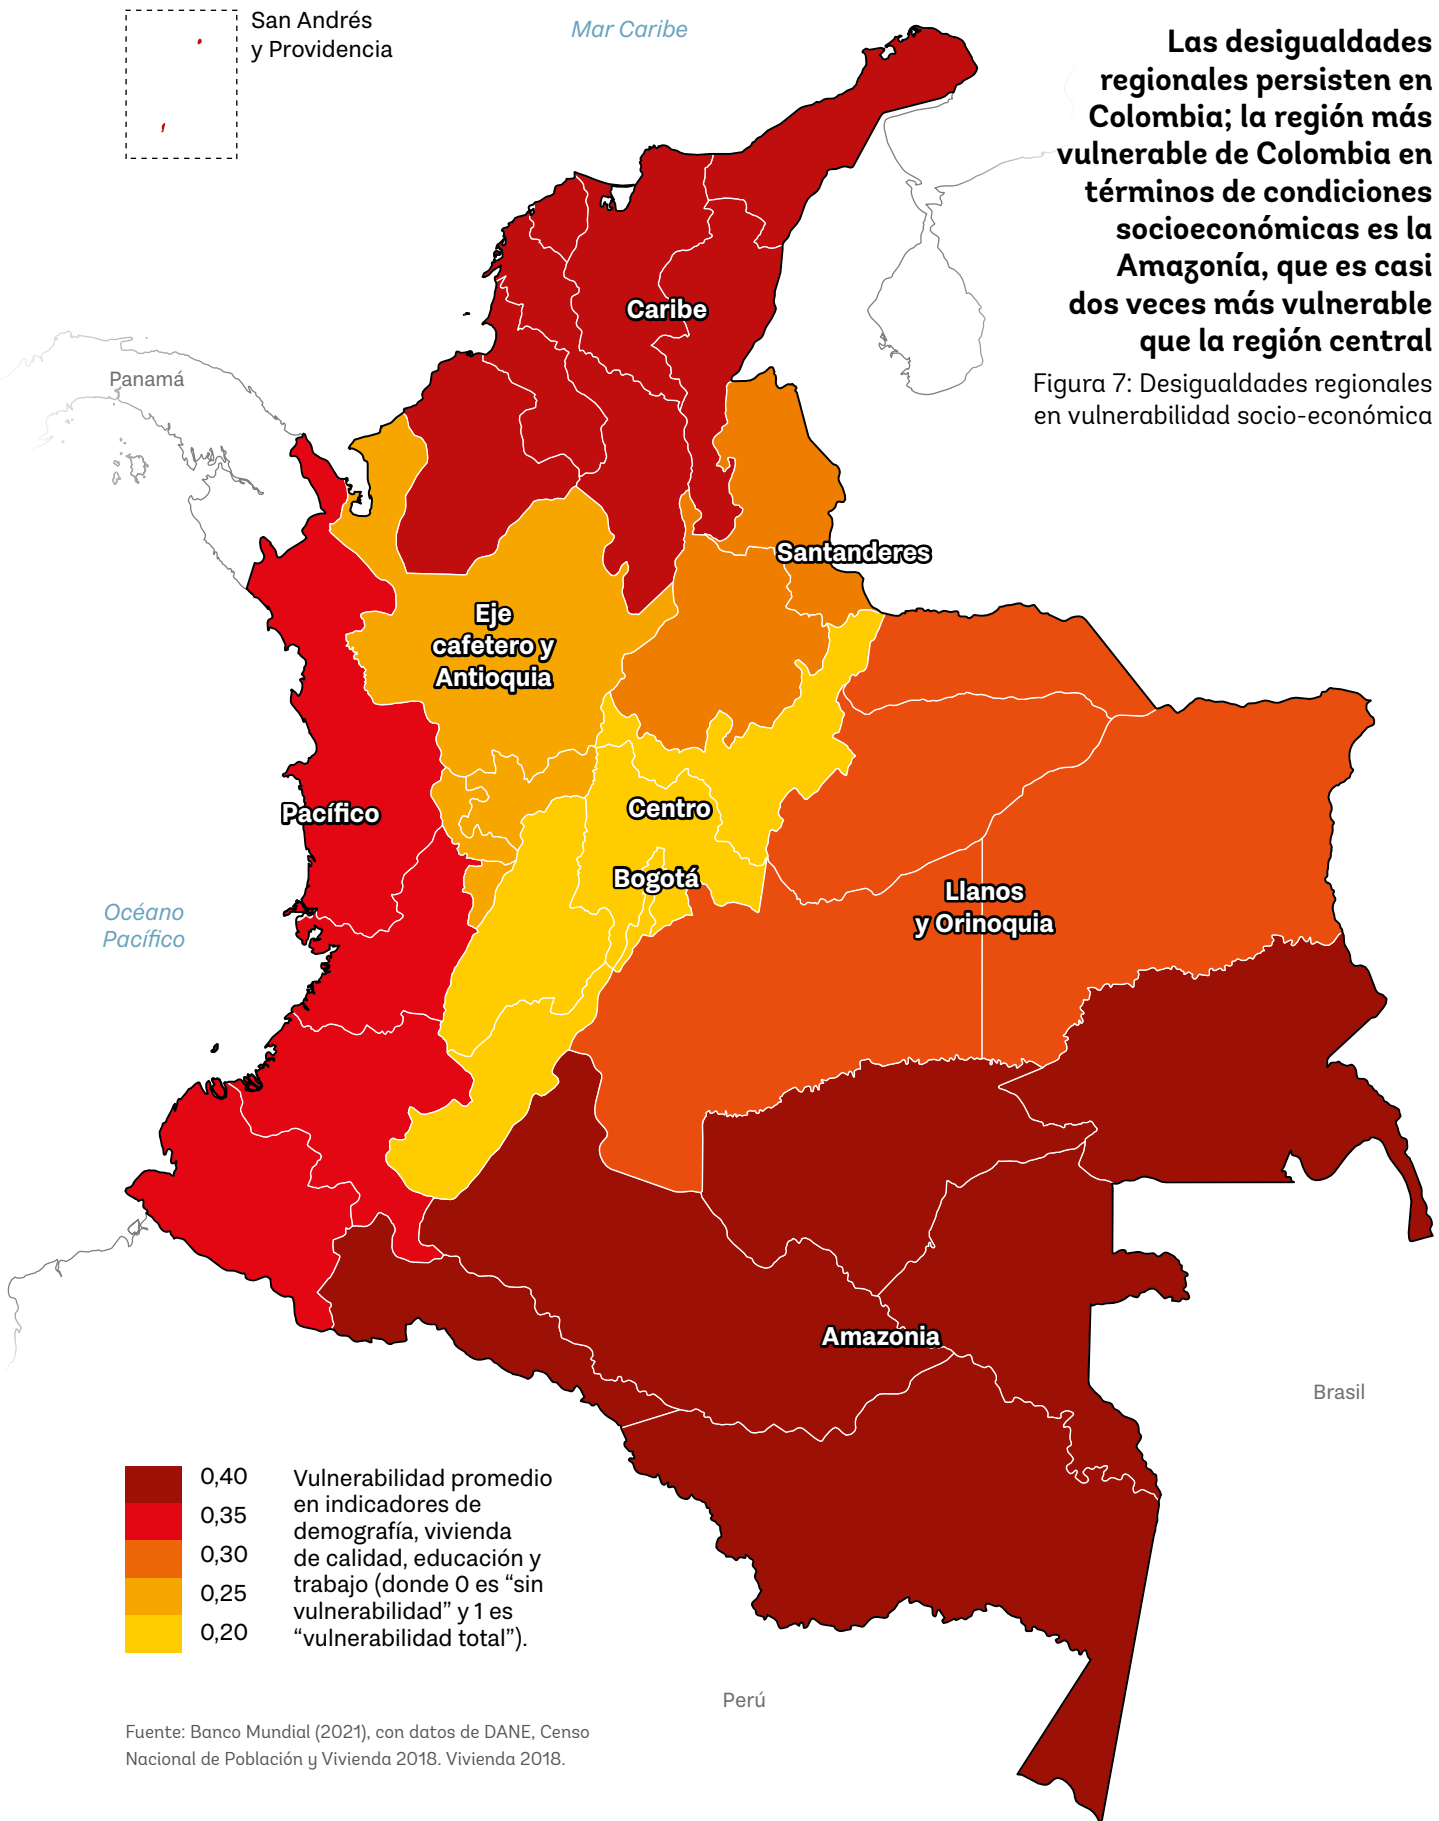 San Andrés
y Providencia
Mar Caribe
Las desigualdades
regionales persisten en
Colombia; la región más
vulnerable de Colombia en
términos de condiciones
socioeconómicas es la
Amazonía, que es casi
dos veces más vulnerable
que la región central
Figura 7: Desigualdades regionales
en vulnerabilidad socio-económica
Caribe
Panamá
Santanderes
Eje
cafetero y
Antioquia
Pacífico
Centro
Bogotá
Llanos
y Orinoquia
Océano
Pacífico
Amazonia
Brasil
0,40
0,35
0,30
0,25
0,20
Vulnerabilidad promedio
en indicadores de
demografía, vivienda
de calidad, educación y
trabajo (donde 0 es “sin
vulnerabilidad” y 1 es
“vulnerabilidad total”).
Perú
Fuente: Banco Mundial (2021), con datos de DANE, Censo
Nacional de Población y Vivienda 2018. Vivienda 2018.